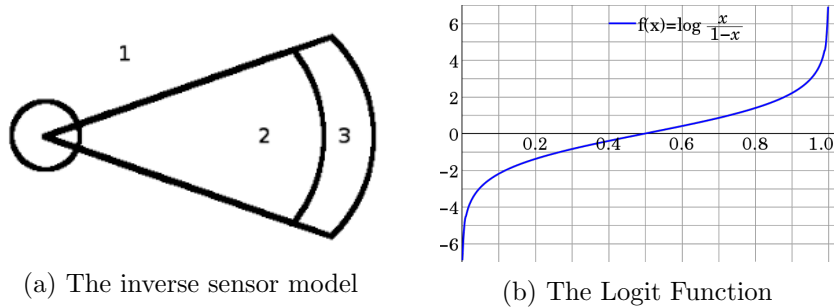 1
2
3
(a) The inverse sensor model
f(x)=log x/1−x
6
4
2
0
−2
−4
−6
0.2 0.4 0.6 0.8 1.0
(b) The Logit Function